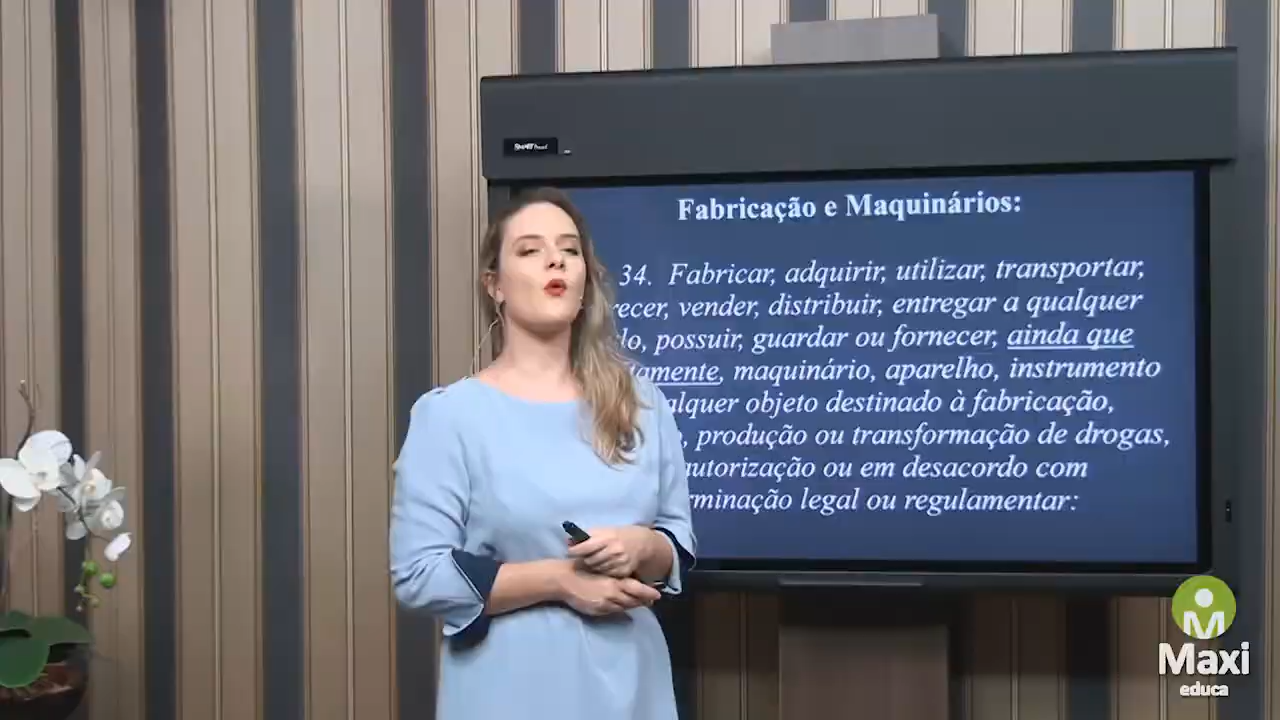 Fabricação e Maquinários:
34. Fabricar, adquirir, utilizar, transportar,
vender, distribuir, entregar a qualquer
possuir, guardar ou fornecer, ainda que
maquinário, aparelho, instrumento
objeto destinado à fabricação,
produção ou transformação de drogas,
ou em desacordo com
legal ou regulamentar:
Maxi
educa